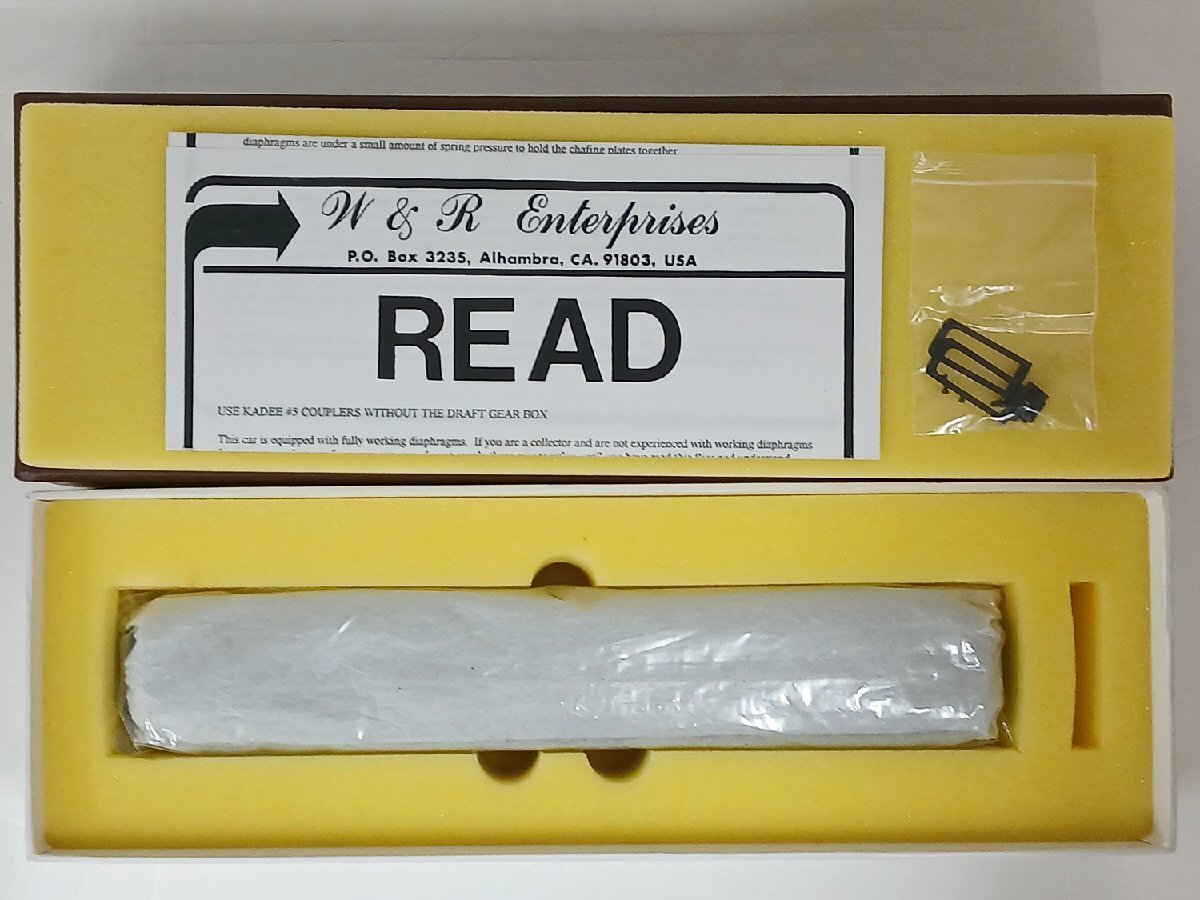 diaphragms are under a small amount of spring pressure to hold the chafing plates together
W & R Enterprises
P.O. Box 3235, Alhambra, CA. 91803, USA
READ
USE KADEE #5 COUPLERS WITHOUT THE DRAFT GEAR BOX
This car is equipped with fully working diaphragms. If you are a collector and are not experienced with working diaphragms